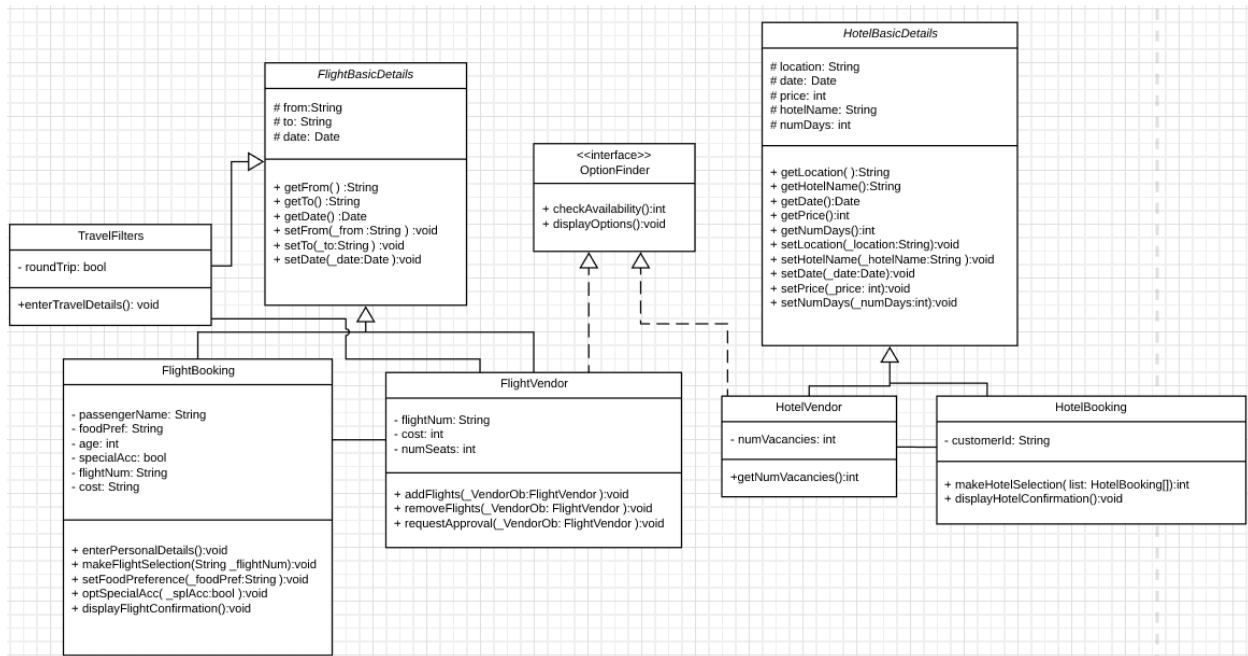 FlightBasicDetails
# from:String
# to: String
# date: Date
+ getFrom( ) :String
+ getTo() :String
+ getDate() :Date
+ setFrom(_from :String ) :void
+ setTo(_to:String ) :void
+ setDate(_date:Date ):void
HotelBasicDetails
# location: String
# date: Date
# price: int
# hotelName: String
# numDays: int
+ getLocation( ):String
+ getHotelName():String
+ getDate():Date
+ getPrice():int
+ getNumDays():int
+ setLocation(_location:String):void
+ setHotelName(_hotelName:String ):void
+ setDate(_date:Date):void
+ setPrice(_price: int):void
+ setNumDays(_numDays:int):void
<<interface>>
OptionFinder
+ checkAvailability():int
+ displayOptions():void
TravelFilters
- roundTrip: bool
+enterTravelDetails(): void
FlightBooking
- passengerName: String
- foodPref: String
- age: int
- specialAcc: bool
- flightNum: String
- cost: String
+ enterPersonalDetails():void
+ makeFlightSelection(String _flightNum):void
+ setFoodPreference(_foodPref:String ):void
+ optSpecialAcc( _splAcc:bool ):void
+ displayFlightConfirmation():void
FlightVendor
- flightNum: String
- cost: int
- numSeats: int
+ addFlights(_VendorOb:FlightVendor ):void
+ removeFlights(_VendorOb: FlightVendor ):void
+ requestApproval(_VendorOb: FlightVendor ):void
HotelVendor
- numVacancies: int
+getNumVacancies():int
HotelBooking
- customerId: String
+ makeHotelSelection( list: HotelBooking[]):int
+ displayHotelConfirmation():void